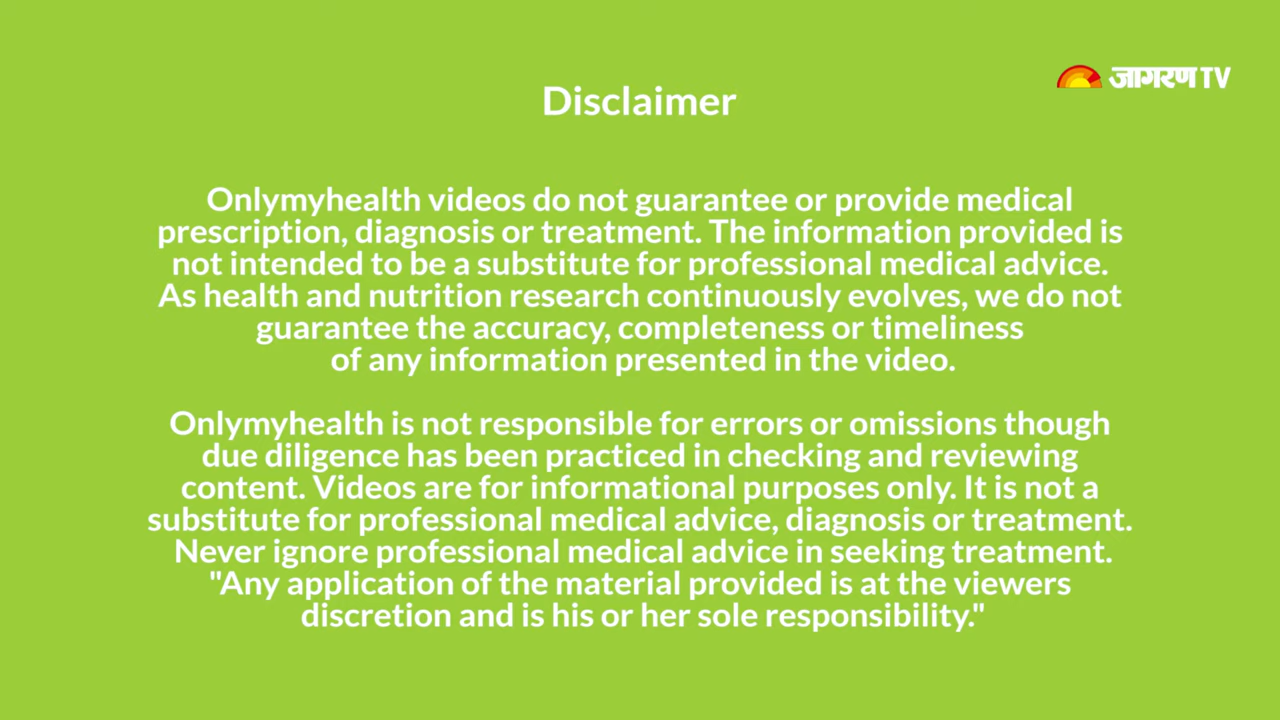 जागरण TV
Disclaimer
Onlymyhealth videos do not guarantee or provide medical
prescription, diagnosis or treatment. The information provided is
not intended to be a substitute for professional medical advice.
As health and nutrition research continuously evolves, we do not
guarantee the accuracy, completeness or timeliness
of any information presented in the video.
Onlymyhealth is not responsible for errors or omissions though
due diligence has been practiced in checking and reviewing
content. Videos are for informational purposes only. It is not a
substitute for professional medical advice, diagnosis or treatment.
Never ignore professional medical advice in seeking treatment.
"Any application of the material provided is at the viewers
discretion and is his or her sole responsibility."